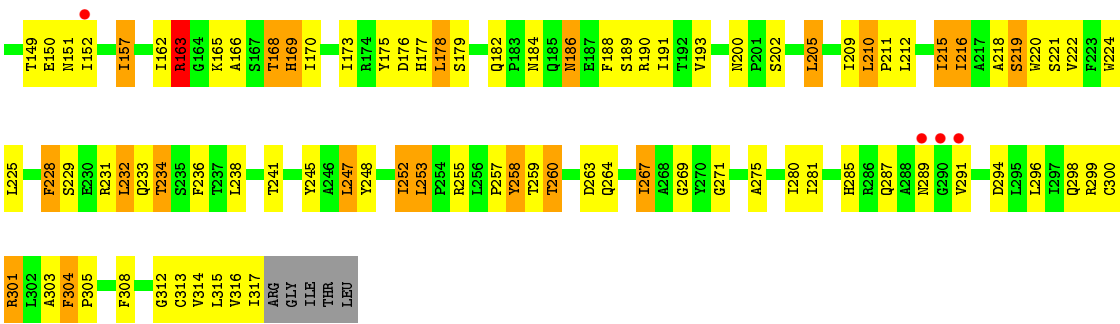 T149 E150 N151 I152 I157 I162 R163 G164 K165 A166 S167 T168 H169 I170 I173 R174 Y175 D176 H177 L178 S179 Q182 P183 N184 Q185 N186 E187 F188 S189 R190 I191 T192 V193 N200 P201 S202 L205 I209 L210 P211 L212 I215 I216 A217 A218 S219 W220 S221 V222 F223 W224
L225 F228 S229 E230 R231 L232 Q233 T234 S235 F236 T237 L238 T241 Y245 A246 L247 Y248 I252 L253 P254 R255 L256 P257 Y258 T259 T260 D263 Q264 I267 A268 G269 Y270 G271 A275 I280 I281 H285 R286 Q287 A288 N289 G290 V291 D294 L295 L296 I297 Q298 R299 C300
R301 L302 A303 F304 P305 F308 G312 C313 V314 L315 V316 I317 ARG GLY ILE THR LEU